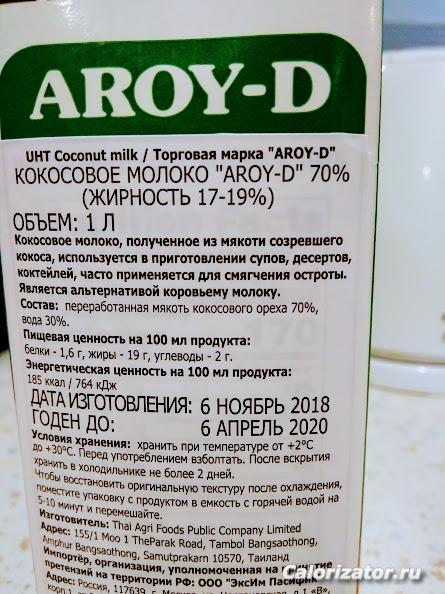 AROY-D
UHT Coconut milk / Торговая марка "AROY-D"
КОКОСОВОЕ МОЛОКО "AROY-D" 70%
(ЖИРНОСТЬ 17-19%)
ОБЪЕМ: 1 Л
Кокосовое молоко, полученное из мякоти созревшего
кокоса, используется в приготовлении супов, десертов,
коктейлей, часто применяется для смягчения остроты.
Является альтернативой коровьему молоку.
Состав: переработанная мякоть кокосового ореха 70%,
вода 30%.
Пищевая ценность на 100 мл продукта:
белки - 1,6 г, жиры - 19 г, углеводы - 2 г.
Энергетическая ценность на 100 мл продукта:
185 ккал / 764 кДж
ДАТА ИЗГОТОВЛЕНИЯ: 6 НОЯБРЬ 2018
ГОДЕН ДО: 6 АПРЕЛЬ 2020
Условия хранения: хранить при температуре от +2°С
до +30°С. Перед употреблением взболтать. После вскрытия
хранить в холодильнике не более 2 дней.
Чтобы восстановить оригинальную текстуру после охлаждения,
поместите упаковку с продуктом в емкость с горячей водой на
5-10 минут и перемешайте.
Изготовитель: Thai Agri Foods Public Company Limited
Адрес: 155/1 Moo 1 TheParak Road, Tambol Bangsaothong,
Amphur Bangsaothong, Samutprakarn 10570, Таиланд
Импортёр, организация, уполномоченная на принятие
претензий на территории РФ: ООО "ЭксИм Пасифик"
Адрес: Россия, 117639, г. Москва,
Calorizator.ru